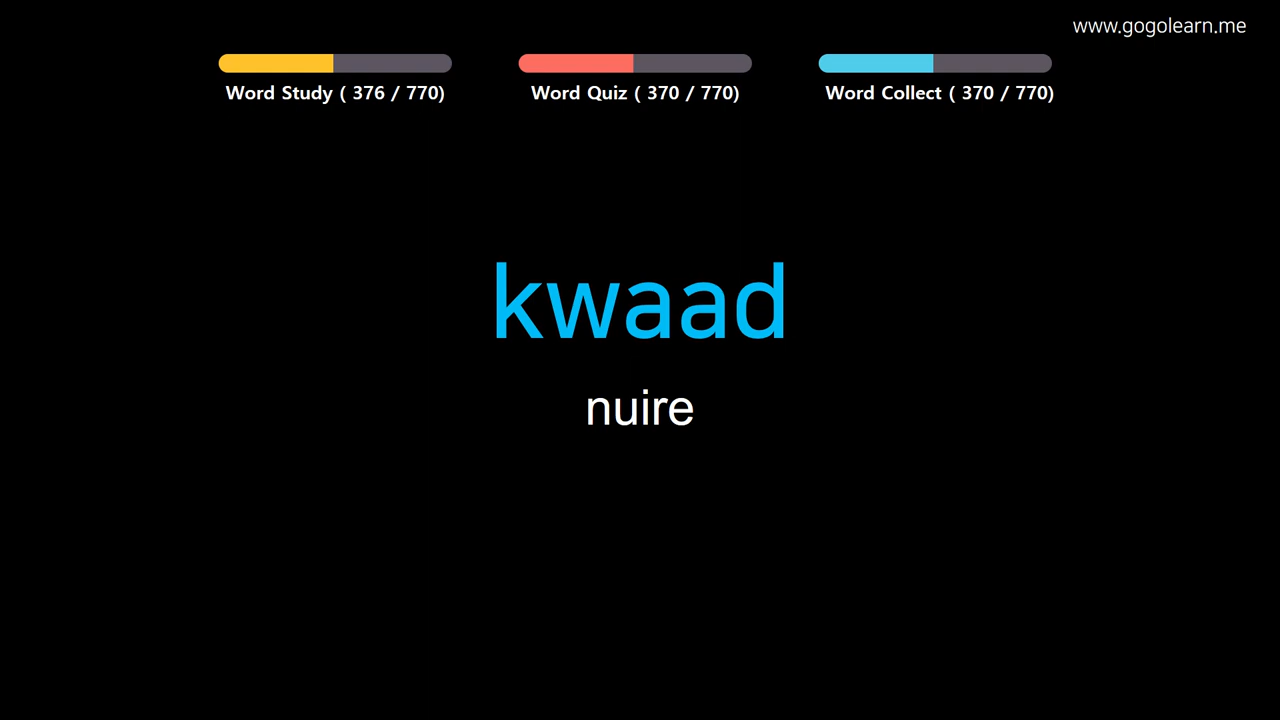 www.gogolearn.me
Word Study ( 376 / 770)
Word Quiz ( 370 / 770)
Word Collect ( 370 / 770)
kwaad
nuire